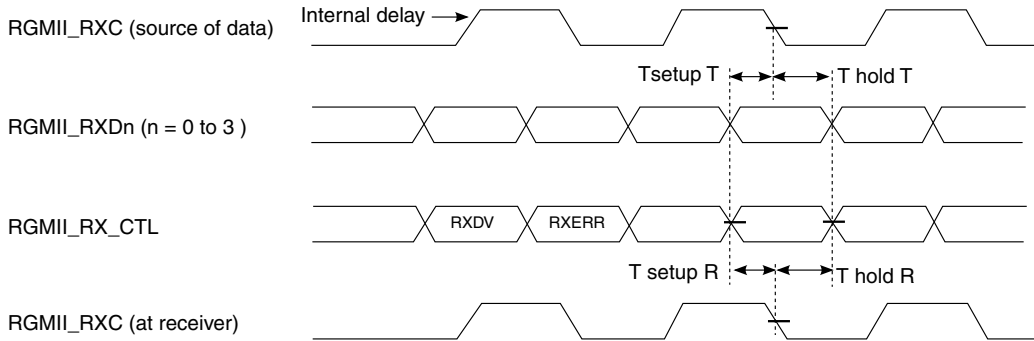 Internal delay
RGMII_RXC (source of data)
Tsetup T
T hold T
RGMII_RXDn (n = 0 to 3 )
RGMII_RX_CTL
RXDV
RXERR
T setup R
T hold R
RGMII_RXC (at receiver)